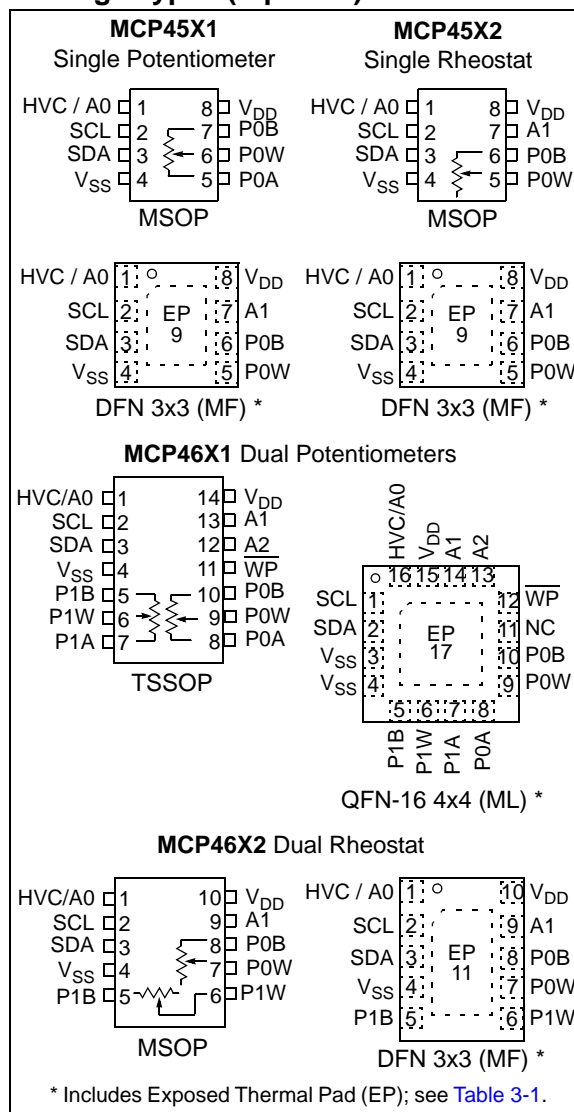 MCP45X1
Single Potentiometer
HVC / A0 1 8 VDD
SCL 2 7 P0B
SDA 3 6 P0W
VSS 4 5 P0A
MSOP
MCP45X2
Single Rheostat
HVC / A0 1 8 VDD
SCL 2 7 A1
SDA 3 6 P0B
VSS 4 5 P0W
MSOP
HVC / A0 1 8 VDD
SCL 2 EP 7 A1
SDA 3 9 6 P0B
VSS 4 5 P0W
DFN 3x3 (MF) *
HVC / A0 1 8 VDD
SCL 2 EP 7 A1
SDA 3 9 6 P0B
VSS 4 5 P0W
DFN 3x3 (MF) *
MCP46X1 Dual Potentiometers
HVC/A0 1 14 VDD
SCL 2 13 A1
SDA 3 12 A2
VSS 4 11 WP
P1B 5 10 P0B
P1W 6 9 P0W
P1A 7 8 P0A
TSSOP
HVC/A0 VDD A1 A2
16 15 14 13
SCL 1 12 WP
SDA 2 EP 11 NC
VSS 3 17 10 P0B
VSS 4 9 P0W
5 6 7 8
P1B P1W P1A P0A
QFN-16 4x4 (ML) *
MCP46X2 Dual Rheostat
HVC/A0 1 10 VDD
SCL 2 9 A1
SDA 3 8 P0B
VSS 4 7 P0W
P1B 5 6 P1W
MSOP
HVC / A0 1 10 VDD
SCL 2 9 A1
SDA 3 EP 8 P0B
VSS 4 11 7 P0W
P1B 5 6 P1W
DFN 3x3 (MF) *
* Includes Exposed Thermal Pad (EP); see Table 3-1.